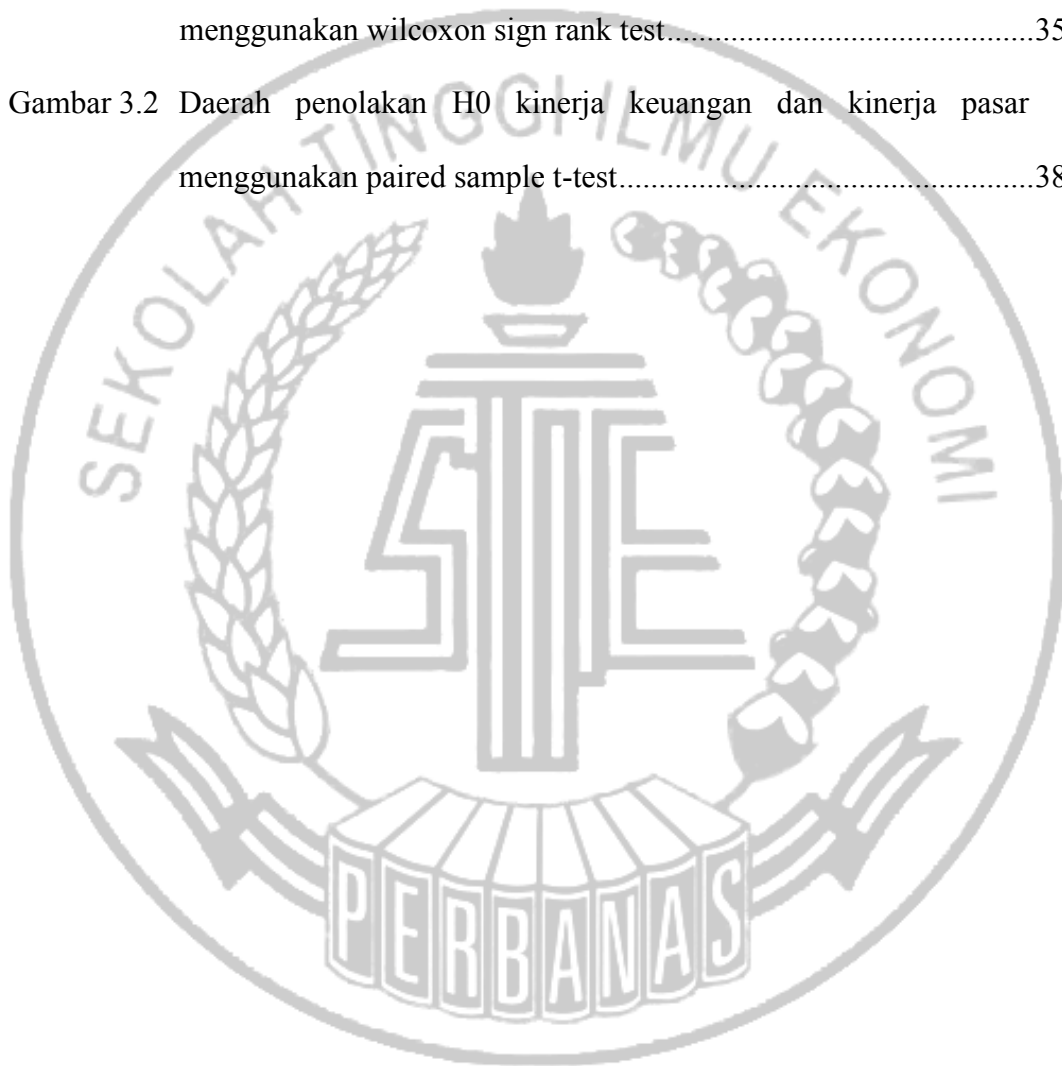 menggunakan wilcoxon sign rank test.........................................35
Gambar 3.2 Daerah penolakan H0 kinerja keuangan dan kinerja pasar
menggunakan paired sample t-test..............................................38
SEKOLAH TINGGI ILMU EKONOMI
STIE
PERBANAS